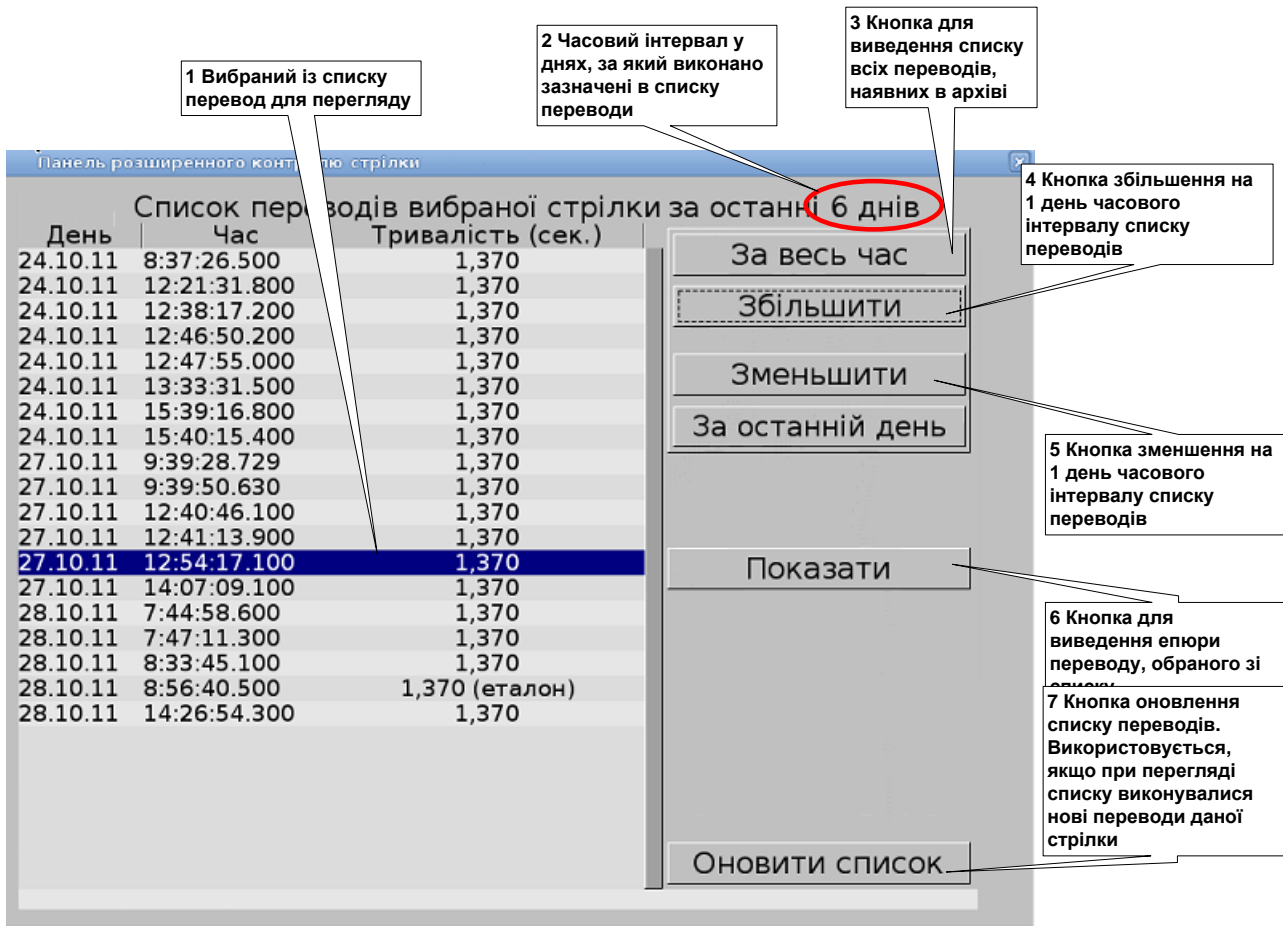 3 Кнопка для
виведення списку
всіх переводів,
наявних в архіві
2 Часовий інтервал у
днях, за який виконано
зазначені в списку
переводи
1 Вибраний із списку
перевод для перегляду
Панель розширенного контролю стрілки
4 Кнопка збільшення на
1 день часового
інтервалу списку
переводів
Список переводів вибраної стрілки за останні 6 днів
День Час Тривалість (сек.)
24.10.11 8:37:26.500 1,370
24.10.11 12:21:31.800 1,370
24.10.11 12:38:17.200 1,370
24.10.11 12:46:50.200 1,370
24.10.11 12:47:55.000 1,370
24.10.11 13:33:31.500 1,370
24.10.11 15:39:16.800 1,370
24.10.11 15:40:15.400 1,370
27.10.11 9:39:28.729 1,370
27.10.11 9:39:50.630 1,370
27.10.11 12:40:46.100 1,370
27.10.11 12:41:13.900 1,370
27.10.11 12:54:17.100 1,370
27.10.11 14:07:09.100 1,370
28.10.11 7:44:58.600 1,370
28.10.11 7:47:11.300 1,370
28.10.11 8:33:45.100 1,370
28.10.11 8:56:40.500 1,370 (еталон)
28.10.11 14:26:54.300 1,370
За весь час
Збільшити
Зменьшити
За останній день
Показати
Оновити список
5 Кнопка зменшення на
1 день часового
інтервалу списку
переводів
6 Кнопка для
виведення епюри
переводу, обраного зі
списку
7 Кнопка оновлення
списку переводів.
Використовується,
якщо при перегляді
списку виконувалися
нові переводи даної
стрілки